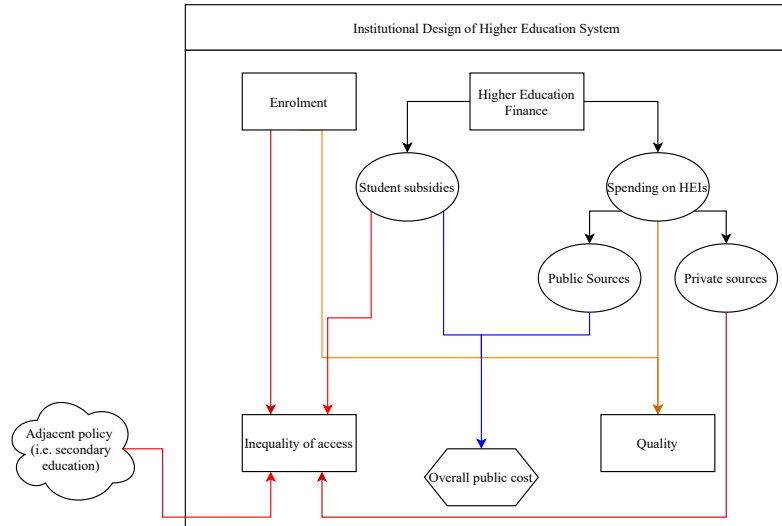 Institutional Design of Higher Education System
Enrolment
Higher Education
Finance
Student subsidies
Spending on HEIs
Public Sources
Private sources
Adjacent policy
(i.e. secondary
education)
Inequality of access
Overall public cost
Quality